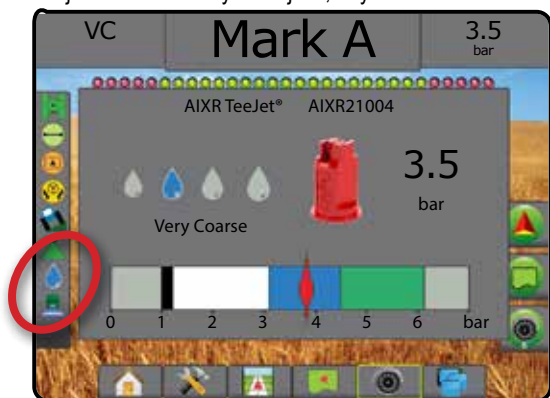 VC
Mark A
3.5
bar
AIXR TeeJet® AIXR21004
3.5
bar
Very Coarse
0 1 2 3 4 5 6 bar